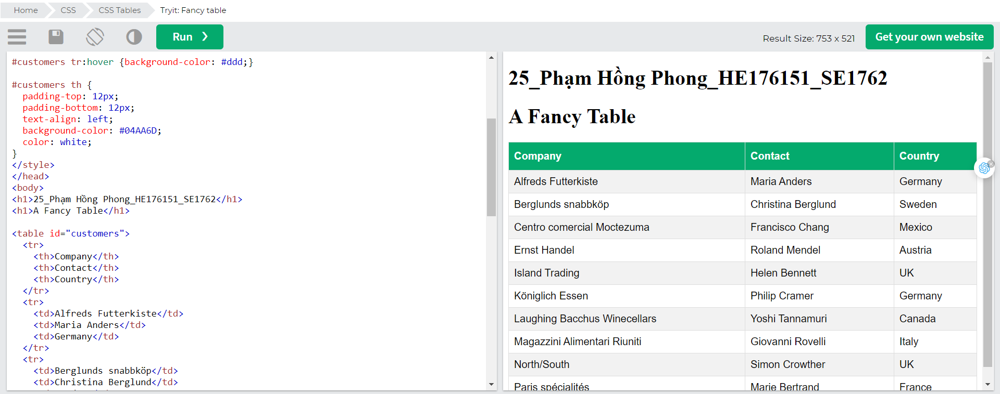 Home CSS CSS Tables Tryit: Fancy table
Run ❯
Result Size: 753 x 521
Get your own website
#customers tr:hover {background-color: #ddd;}
#customers th {
padding-top: 12px;
padding-bottom: 12px;
text-align: left;
background-color: #04AA6D;
color: white;
}
</style>
</head>
<body>
<h1>25_Phạm Hồng Phong_HE176151_SE1762</h1>
<h1>A Fancy Table</h1>
<table id="customers">
<tr>
<th>Company</th>
<th>Contact</th>
<th>Country</th>
</tr>
<tr>
<td>Alfreds Futterkiste</td>
<td>Maria Anders</td>
<td>Germany</td>
</tr>
<tr>
<td>Berglunds snabbköp</td>
<td>Christina Berglund</td>
25_Phạm Hồng Phong_HE176151_SE1762
A Fancy Table
Company Contact Country
Alfreds Futterkiste Maria Anders Germany
Berglunds snabbköp Christina Berglund Sweden
Centro comercial Moctezuma Francisco Chang Mexico
Ernst Handel Roland Mendel Austria
Island Trading Helen Bennett UK
Königlich Essen Philip Cramer Germany
Laughing Bacchus Winecellars Yoshi Tannamuri Canada
Magazzini Alimentari Riuniti Giovanni Rovelli Italy
North/South Simon Crowther UK
Paris spécialités Marie Bertrand France